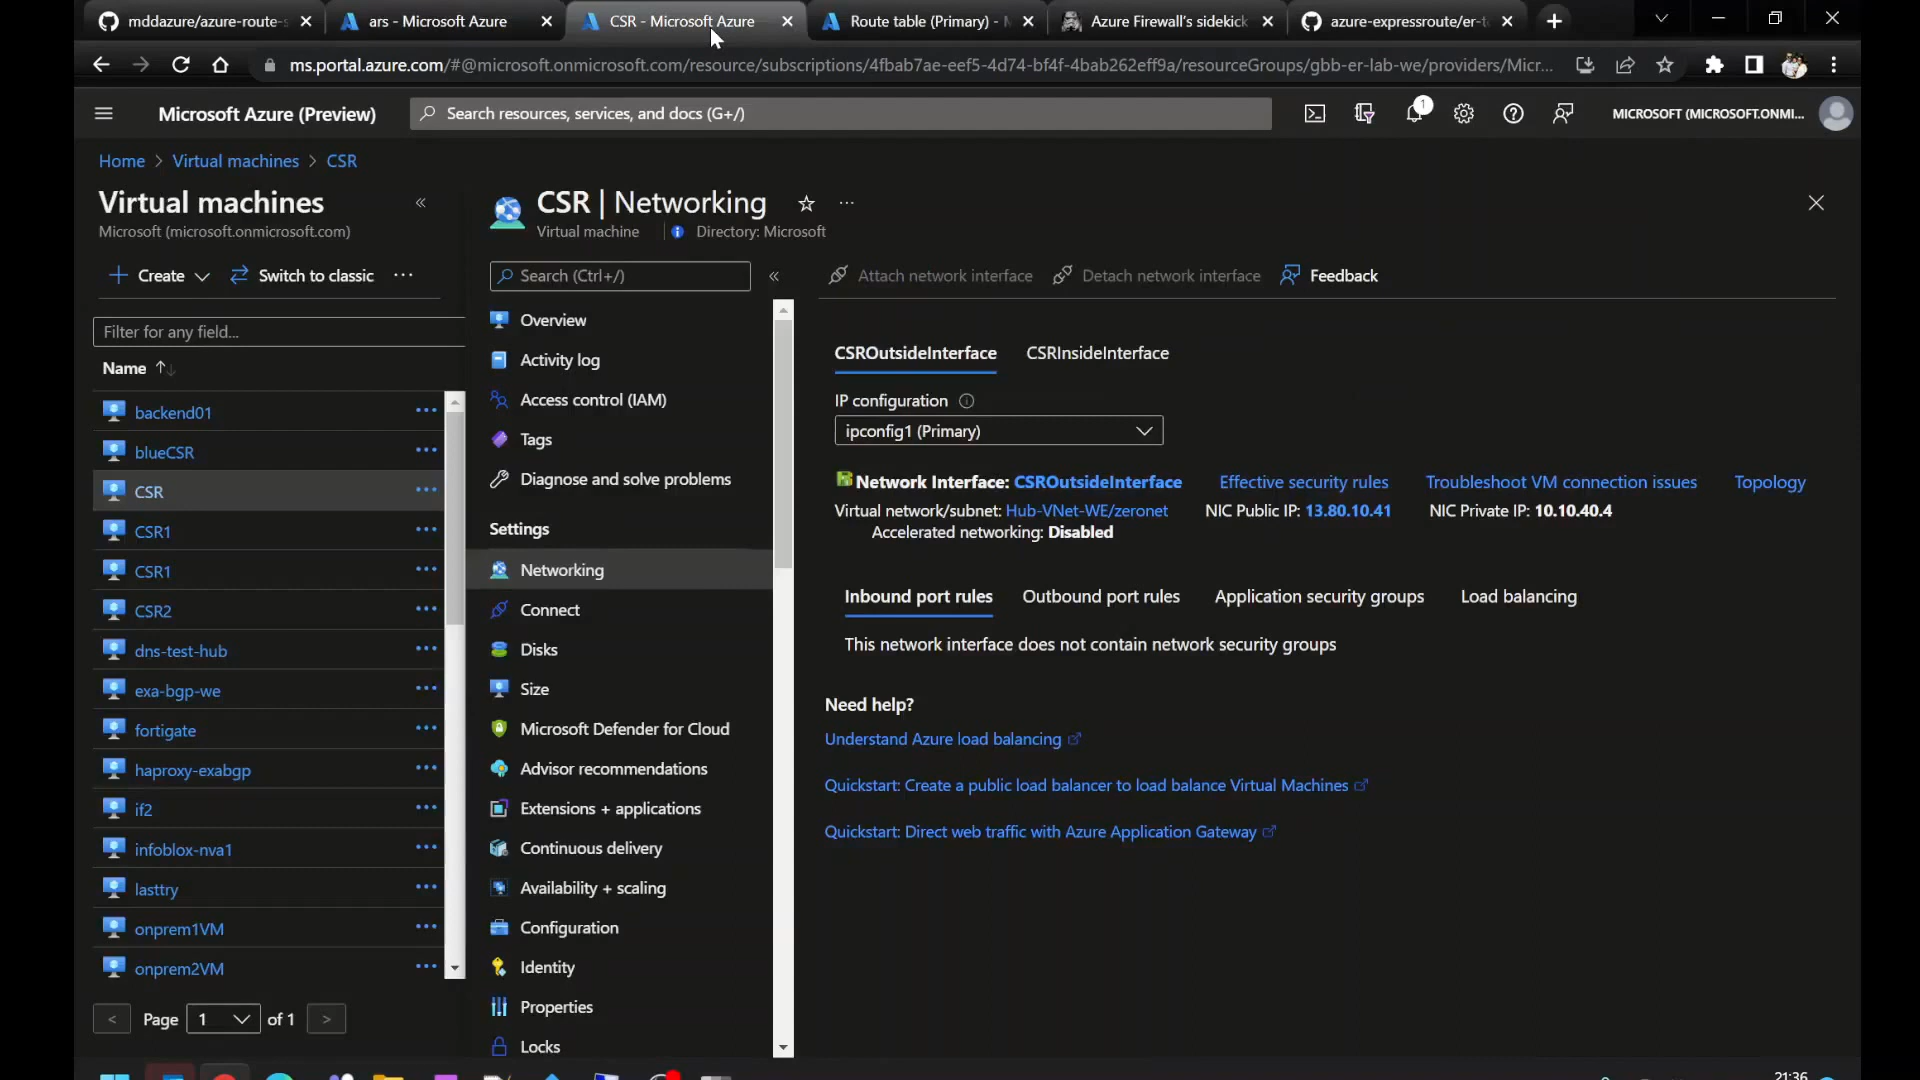 mddazure/azure-route-s
ars - Microsoft Azure
CSR - Microsoft Azure
Route table (Primary) -
Azure Firewall's sidekick
azure-expressroute/er-t
ms.portal.azure.com/#@microsoft.onmicrosoft.com/resource/subscriptions/4fbab7ae-eef5-4d74-bf4f-4bab262eff9a/resourceGroups/gbb-er-lab-we/providers/Micr...
Microsoft Azure (Preview)
Search resources, services, and docs (G+/)
1
MICROSOFT (MICROSOFT.ONMI...
Home > Virtual machines > CSR
Virtual machines
Microsoft (microsoft.onmicrosoft.com)
Create
Switch to classic
Filter for any field...
Name
backend01
blueCSR
CSR
CSR1
CSR1
CSR2
dns-test-hub
exa-bgp-we
fortigate
haproxy-exabgp
if2
infoblox-nva1
lasttry
onprem1VM
onprem2VM
< Page 1 of 1 >
CSR | Networking
Virtual machine
Directory: Microsoft
Search (Ctrl+/)
Overview
Activity log
Access control (IAM)
Tags
Diagnose and solve problems
Settings
Networking
Connect
Disks
Size
Microsoft Defender for Cloud
Advisor recommendations
Extensions + applications
Continuous delivery
Availability + scaling
Configuration
Identity
Properties
Locks
Attach network interface
Detach network interface
Feedback
CSROutsideInterface
CSRInsideInterface
IP configuration
ipconfig1 (Primary)
Network Interface: CSROutsideInterface
Effective security rules
Troubleshoot VM connection issues
Topology
Virtual network/subnet: Hub-VNet-WE/zeronet
NIC Public IP: 13.80.10.41
NIC Private IP: 10.10.40.4
Accelerated networking: Disabled
Inbound port rules
Outbound port rules
Application security groups
Load balancing
This network interface does not contain network security groups
Need help?
Understand Azure load balancing
Quickstart: Create a public load balancer to load balance Virtual Machines
Quickstart: Direct web traffic with Azure Application Gateway
21:36